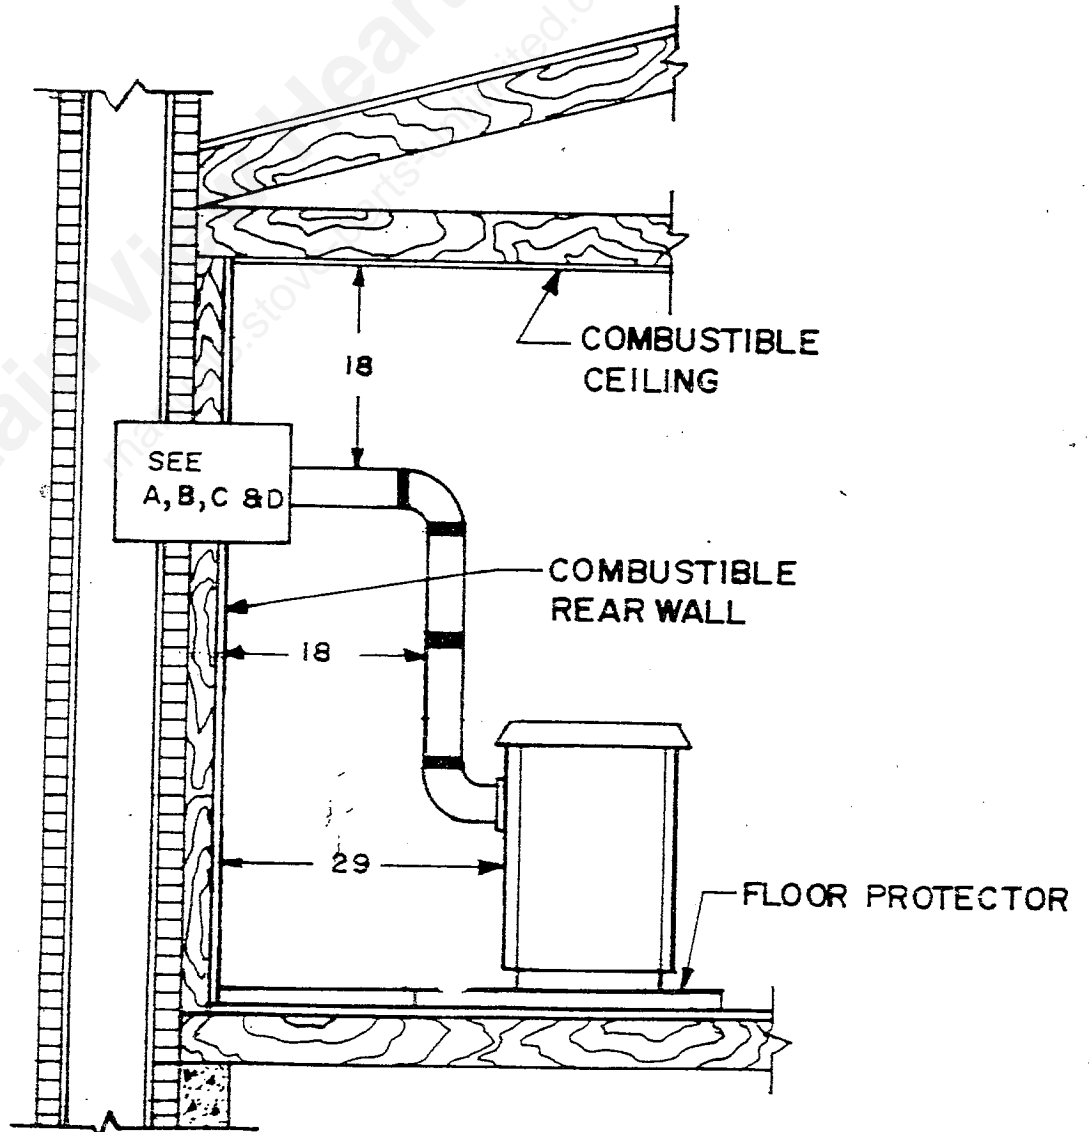 COMBUSTIBLE
CEILING
18
SEE
A, B, C & D
COMBUSTIBLE
REAR WALL
18
29
FLOOR PROTECTOR